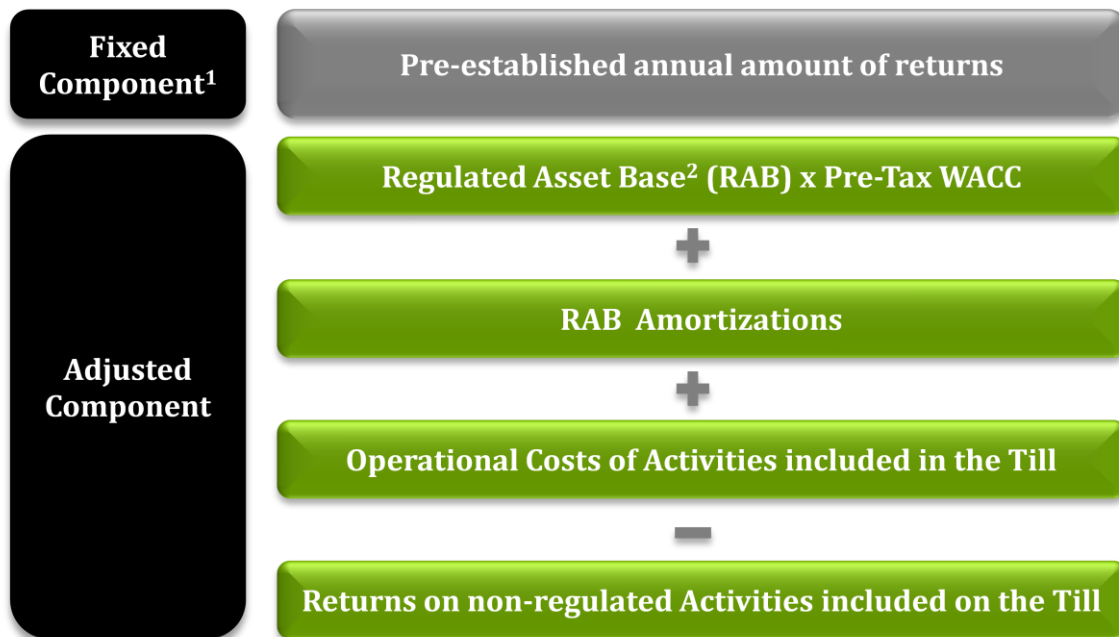 Fixed
Component¹
Pre-established annual amount of returns
Adjusted
Component
Regulated Asset Base² (RAB) x Pre-Tax WACC
+
RAB  Amortizations
+
Operational Costs of Activities included in the Till
−
Returns on non-regulated Activities included on the Till